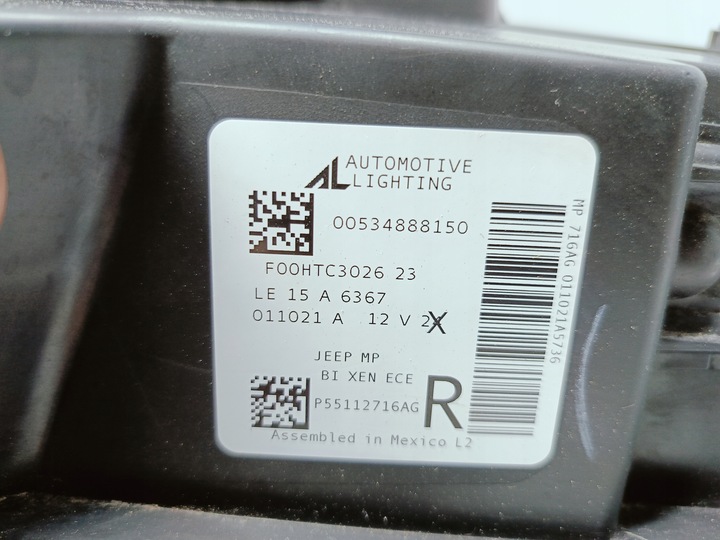 AL AUTOMOTIVE
LIGHTING
00534888150
F00HTC3026 23
LE 15 A 6367
011021 A 12 V 2X
JEEP MP
BI XEN ECE
P55112716AG R
Assembled in Mexico L2
MP 716AG 011021A5736